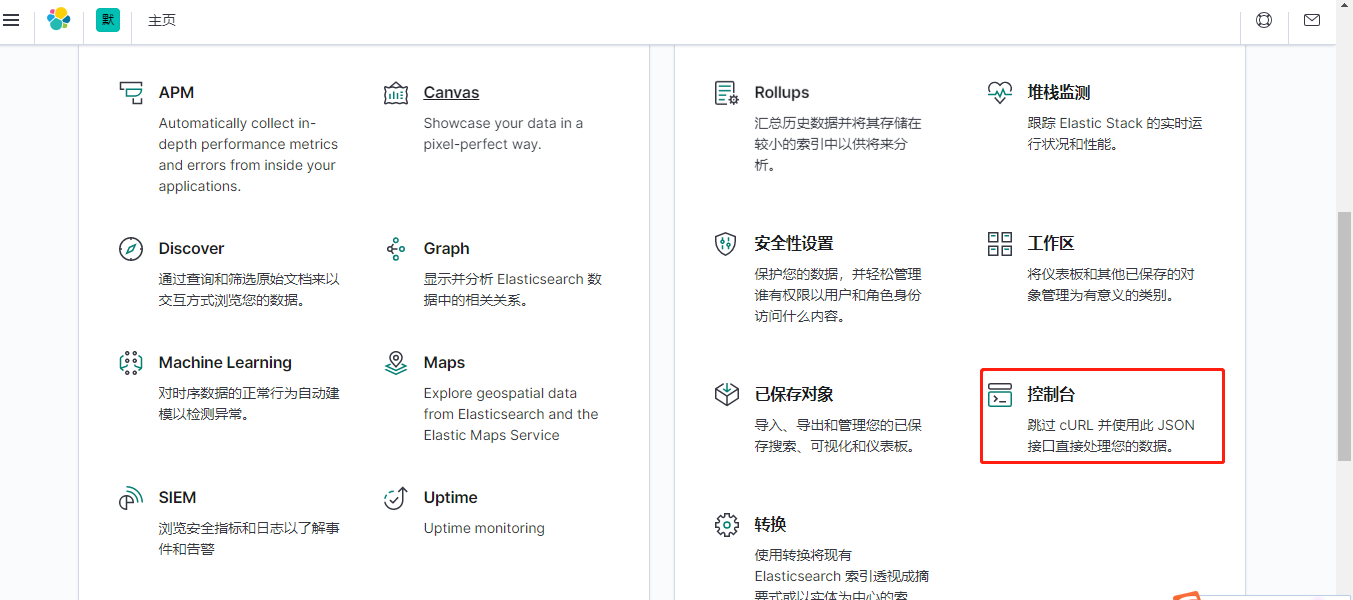 默
主页
APM
Automatically collect in-
depth performance metrics
and errors from inside your
applications.
Canvas
Showcase your data in a
pixel-perfect way.
Discover
通过查询和筛选原始文档来以
交互方式浏览您的数据。
Graph
显示并分析 Elasticsearch 数
据中的相关关系。
Machine Learning
对时序数据的正常行为自动建
模以检测异常。
Maps
Explore geospatial data
from Elasticsearch and the
Elastic Maps Service
SIEM
浏览安全指标和日志以了解事
件和告警
Uptime
Uptime monitoring
Rollups
汇总历史数据并将其存储在
较小的索引中以供将来分
析。
堆栈监测
跟踪 Elastic Stack 的实时运
行状况和性能。
安全性设置
保护您的数据，并轻松管理
谁有权限以用户和角色身份
访问什么内容。
工作区
将仪表板和其他已保存的对
象管理为有意义的类别。
已保存对象
导入、导出和管理您的已保
存搜索、可视化和仪表板。
控制台
跳过 cURL 并使用此 JSON
接口直接处理您的数据。
转换
使用转换将现有
Elasticsearch 索引透视成摘
要式或以实体为中心的索